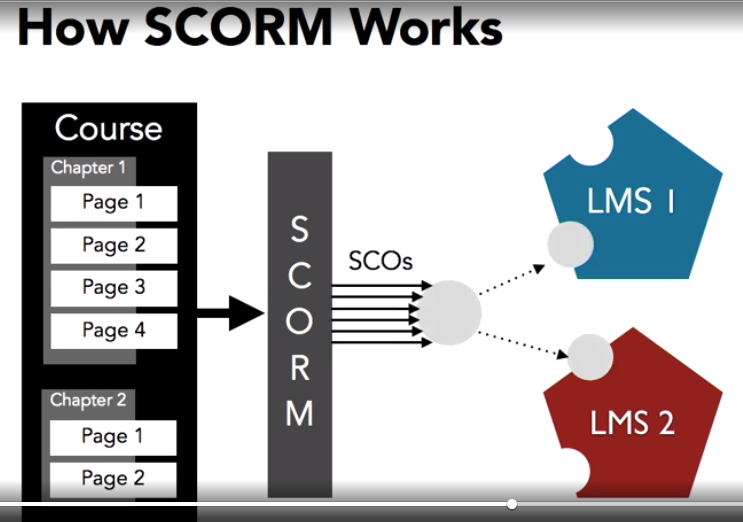 How SCORM Works
Course
Chapter 1
Page 1
Page 2
Page 3
Page 4
Chapter 2
Page 1
Page 2
S
C
O
R
M
SCOs
LMS 1
LMS 2